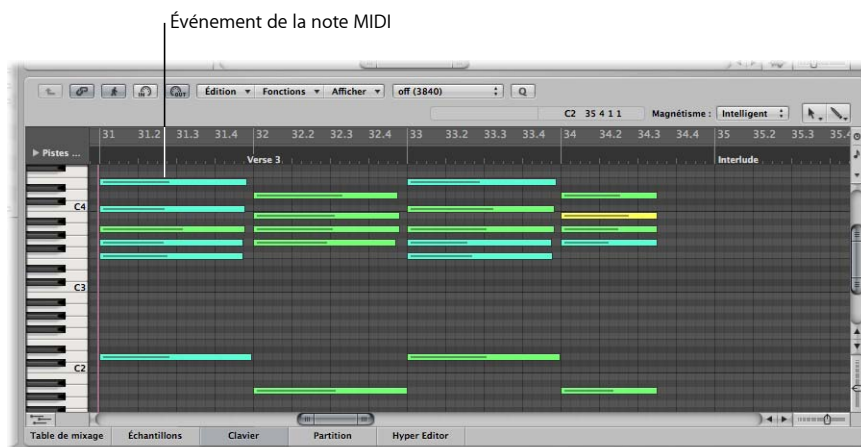 Événement de la note MIDI
Édition Fonctions Afficher off (3840) Q
C2 35 4 1 1 Magnétisme : Intelligent
31 31.2 31.3 31.4 32 32.2 32.3 32.4 33 33.2 33.3 33.4 34 34.2 34.3 34.4 35 35.2 35.3 35.4
Pistes ...
Verse 3 Interlude
C4
C3
C2
Table de mixage Échantillons Clavier Partition Hyper Editor